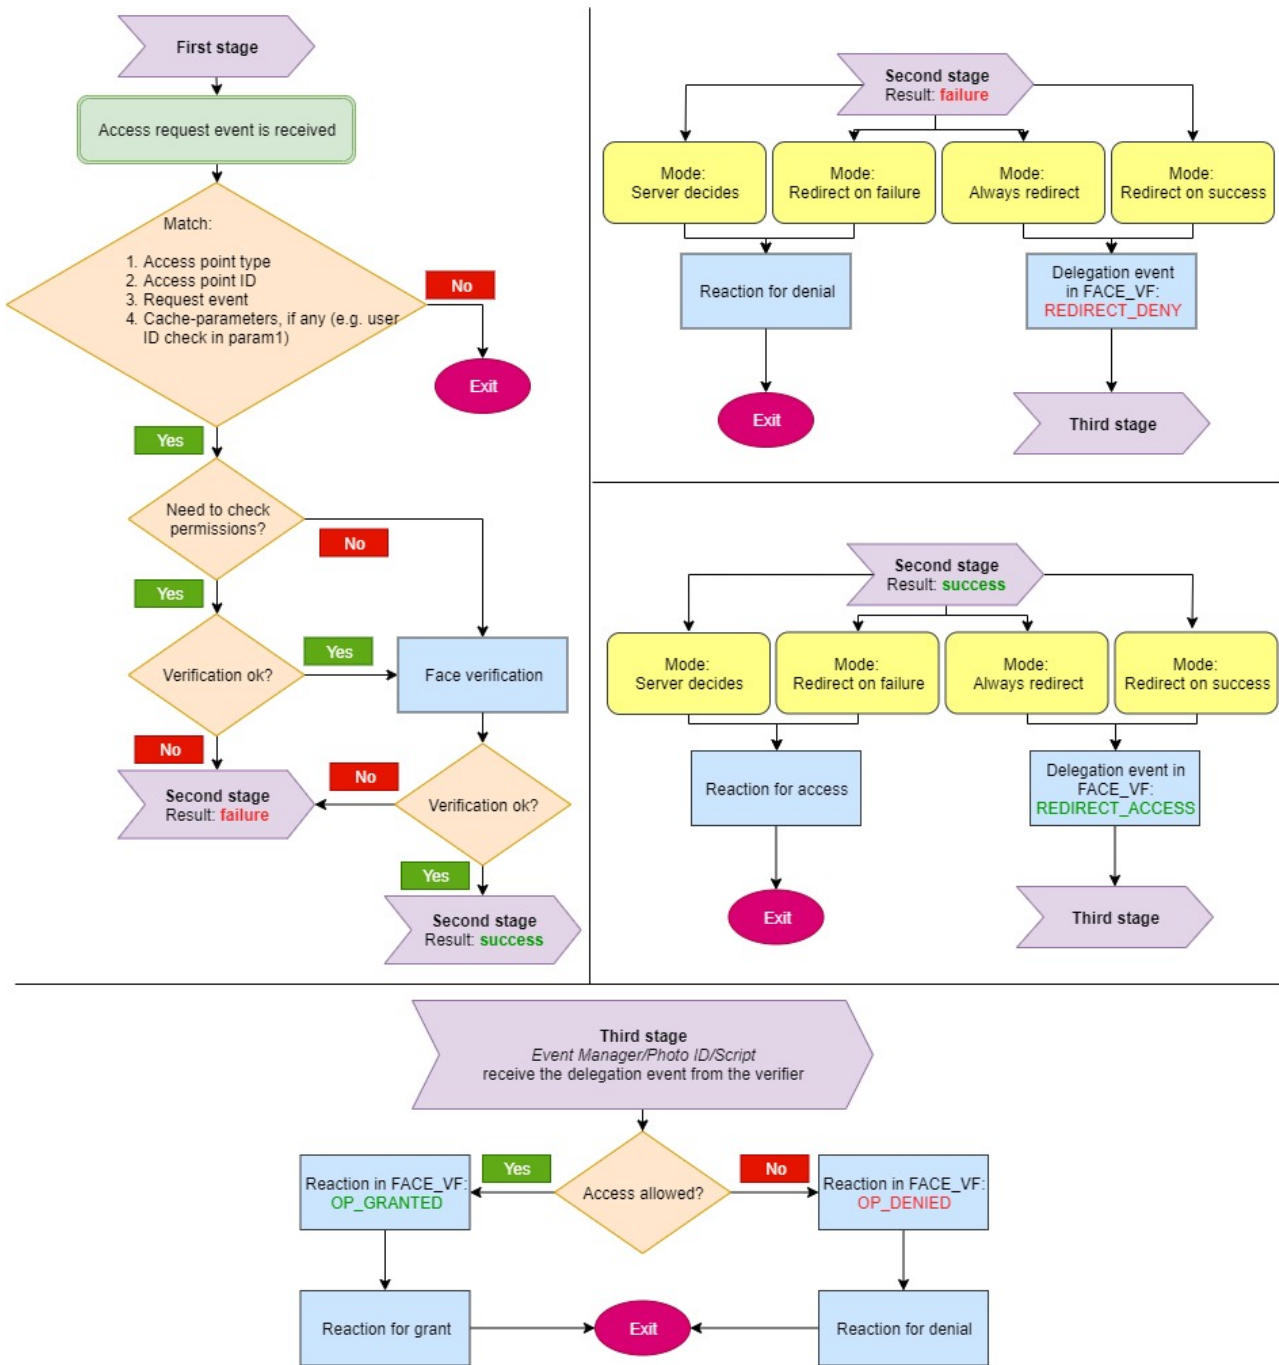 First stage
Access request event is received
Match:
1. Access point type
2. Access point ID
3. Request event
4. Cache-parameters, if any (e.g. user
ID check in param1)
No
Exit
Yes
Need to check
permissions?
No
Yes
Verification ok?
Yes
Face verification
No
Second stage
Result: failure
No
Verification ok?
Yes
Second stage
Result: success
Second stage
Result: failure
Mode:
Server decides
Mode:
Redirect on failure
Mode:
Always redirect
Mode:
Redirect on success
Reaction for denial
Delegation event
in FACE_VF:
REDIRECT_DENY
Exit
Third stage
Second stage
Result: success
Mode:
Server decides
Mode:
Redirect on failure
Mode:
Always redirect
Mode:
Redirect on success
Reaction for access
Delegation event in
FACE_VF:
REDIRECT_ACCESS
Exit
Third stage
Third stage
Event Manager/Photo ID/Script
receive the delegation event from the verifier
Reaction in FACE_VF:
OP_GRANTED
Yes
Access allowed?
No
Reaction in FACE_VF:
OP_DENIED
Reaction for grant
Exit
Reaction for denial